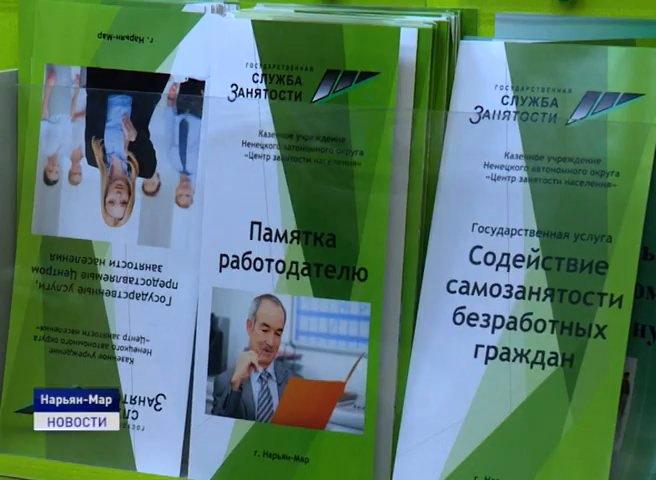 г. Нарьян-Мар
Государственные услуги,
предоставляемые Центром
занятости населения
Казенное учреждение
Ненецкого автономного округа
«Центр занятости населения»
ГОСУДАРСТВЕННАЯ
СЛУЖБА
ЗАНЯТОСТИ
Казенное учреждение
Ненецкого автономного округа
«Центр занятости населения»
Памятка
работодателю
г. Нарьян-Мар
ГОСУДАРСТВЕННАЯ
СЛУЖБА
ЗАНЯТОСТИ
Казенное учреждение
Ненецкого автономного округа
«Центр занятости населения»
Государственная услуга
Содействие
самозанятости
безработных
граждан
Нарьян-Мар
НОВОСТИ